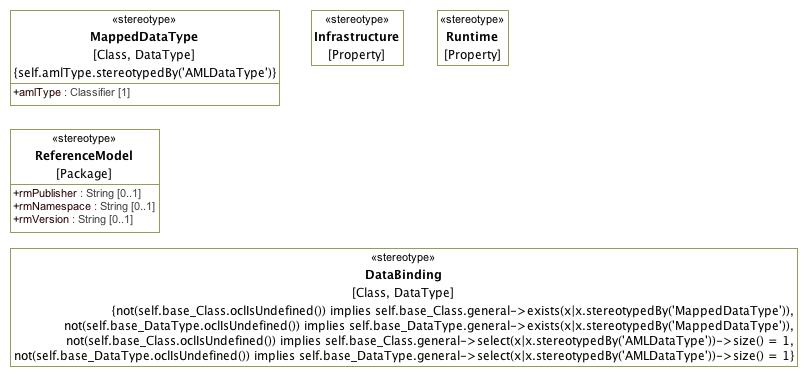 «stereotype»
MappedDataType
[Class, DataType]
{self.amlType.stereotypedBy('AMLDataType')}
+amlType : Classifier [1]
«stereotype»
Infrastructure
[Property]
«stereotype»
Runtime
[Property]
«stereotype»
ReferenceModel
[Package]
+rmPublisher : String [0..1]
+rmNamespace : String [0..1]
+rmVersion : String [0..1]
«stereotype»
DataBinding
[Class, DataType]
{not(self.base_Class.oclIsUndefined()) implies self.base_Class.general->exists(x|x.stereotypedBy('MappedDataType')),
not(self.base_DataType.oclIsUndefined()) implies self.base_DataType.general->exists(x|x.stereotypedBy('MappedDataType')),
not(self.base_Class.oclIsUndefined()) implies self.base_Class.general->select(x|x.stereotypedBy('AMLDataType'))->size() = 1,
not(self.base_DataType.oclIsUndefined()) implies self.base_DataType.general->select(x|x.stereotypedBy('AMLDataType'))->size() = 1}